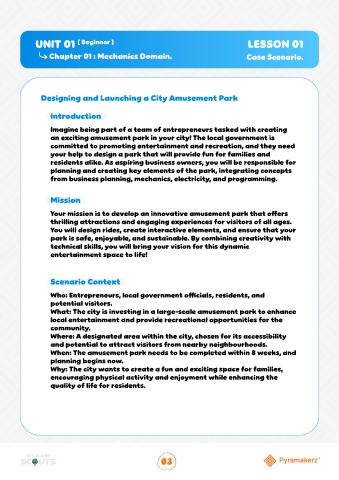 UNIT 01 [ Beginner ]
Chapter 01 : Mechanics Domain.
LESSON 01
Case Scenario.
Designing and Launching a City Amusement Park
Introduction
Imagine being part of a team of entrepreneurs tasked with creating
an exciting amusement park in your city! The local government is
committed to promoting entertainment and recreation, and they need
your help to design a park that will provide fun for families and
residents alike. As aspiring business owners, you will be responsible for
planning and creating key elements of the park, integrating concepts
from business planning, mechanics, electricity, and programming.
Mission
Your mission is to develop an innovative amusement park that offers
thrilling attractions and engaging experiences for visitors of all ages.
You will design rides, create interactive elements, and ensure that your
park is safe, enjoyable, and sustainable. By combining creativity with
technical skills, you will bring your vision for this dynamic
entertainment space to life!
Scenario Context
Who: Entrepreneurs, local government officials, residents, and
potential visitors.
What: The city is investing in a large-scale amusement park to enhance
local entertainment and provide recreational opportunities for the
community.
Where: A designated area within the city, chosen for its accessibility
and potential to attract visitors from nearby neighbourhoods.
When: The amusement park needs to be completed within 8 weeks, and
planning begins now.
Why: The city wants to create a fun and exciting space for families,
encouraging physical activity and enjoyment while enhancing the
quality of life for residents.
SCOUTS
03
Pyramakerz